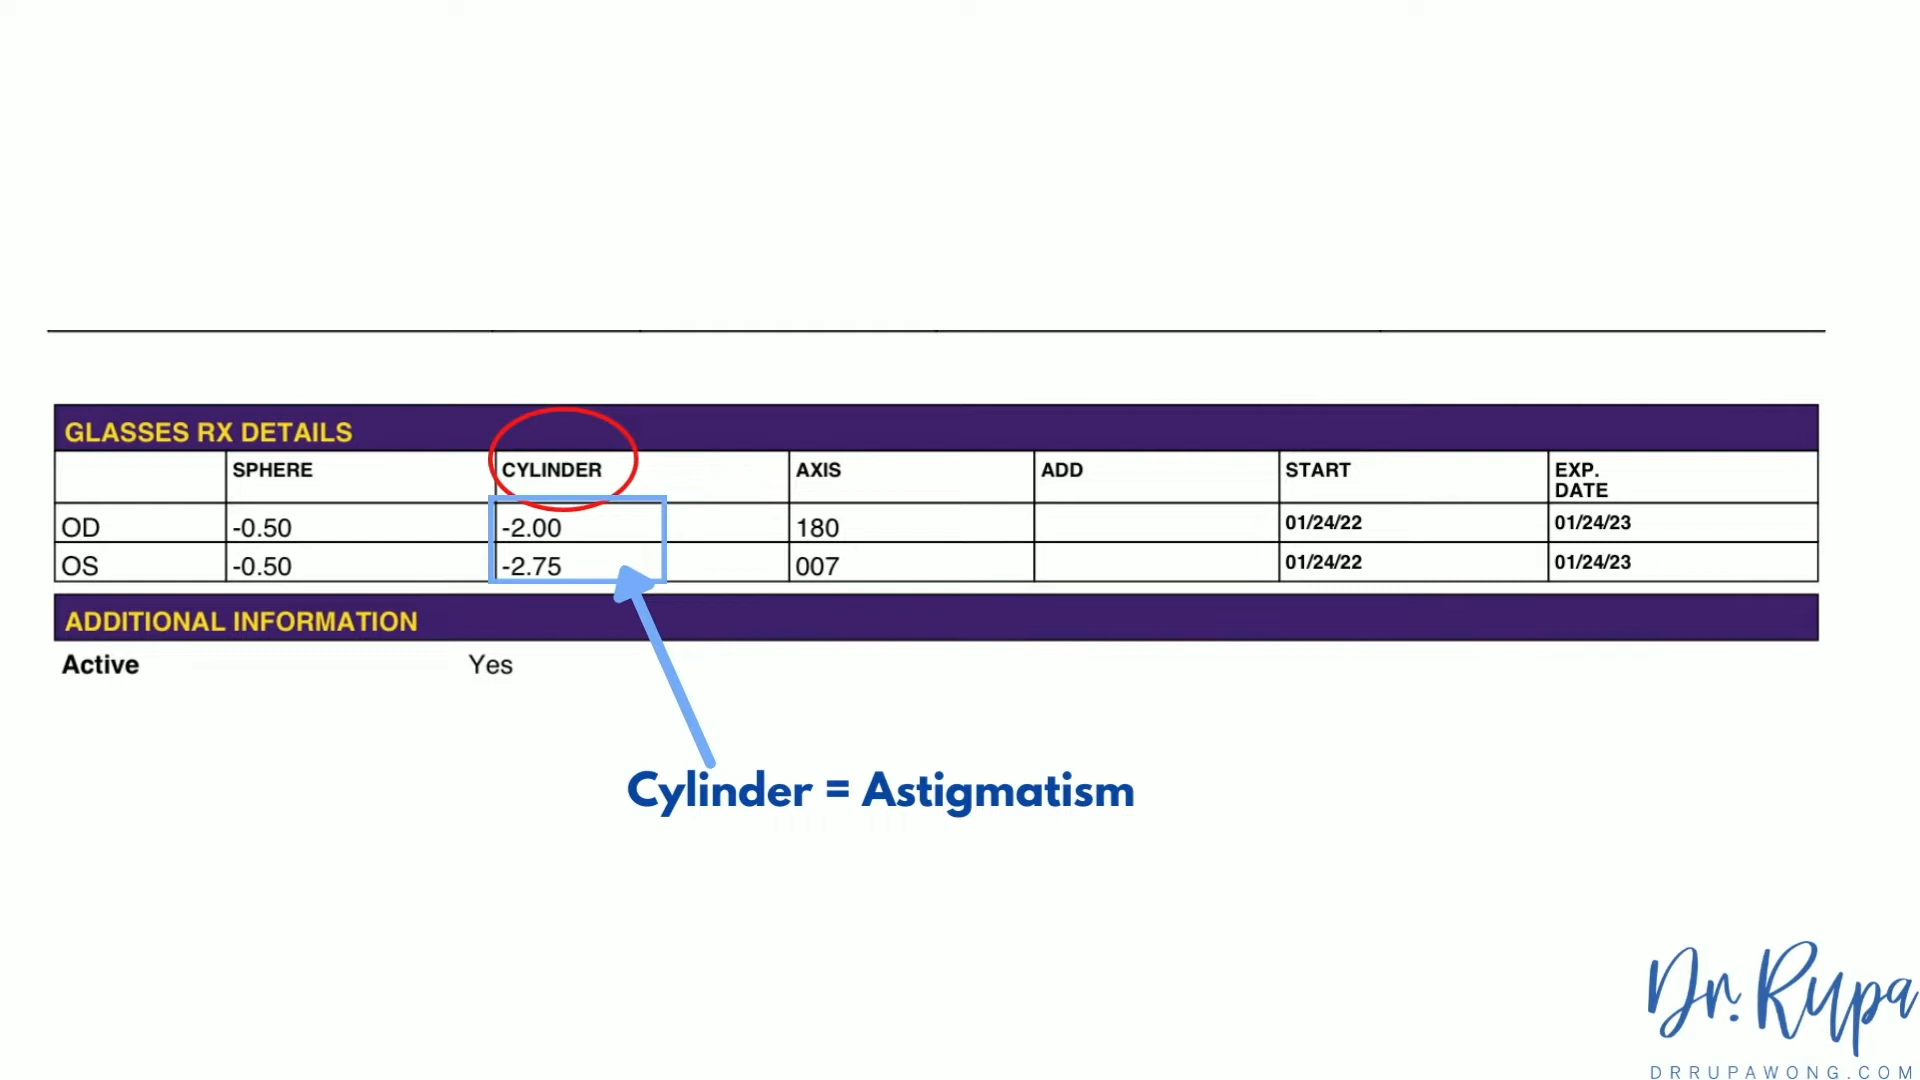 GLASSES RX DETAILS
SPHERE CYLINDER AXIS ADD START EXP. DATE
OD -0.50 -2.00 180 01/24/22 01/24/23
OS -0.50 -2.75 007 01/24/22 01/24/23
ADDITIONAL INFORMATION
Active Yes
Cylinder = Astigmatism
Dr. Rupa
DRRUPAWONG.COM